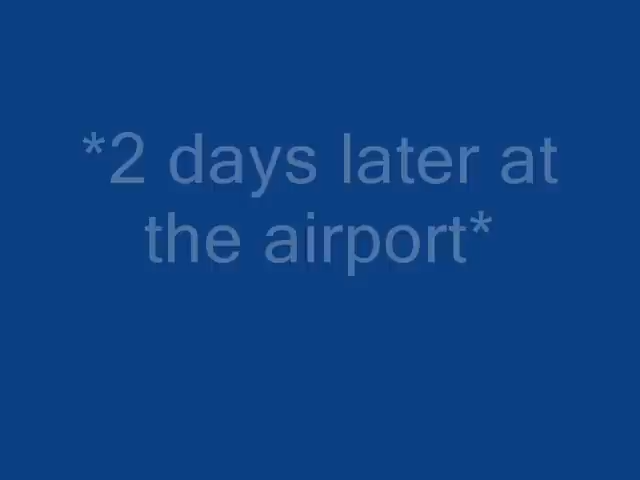 *2 days later at
the airport*